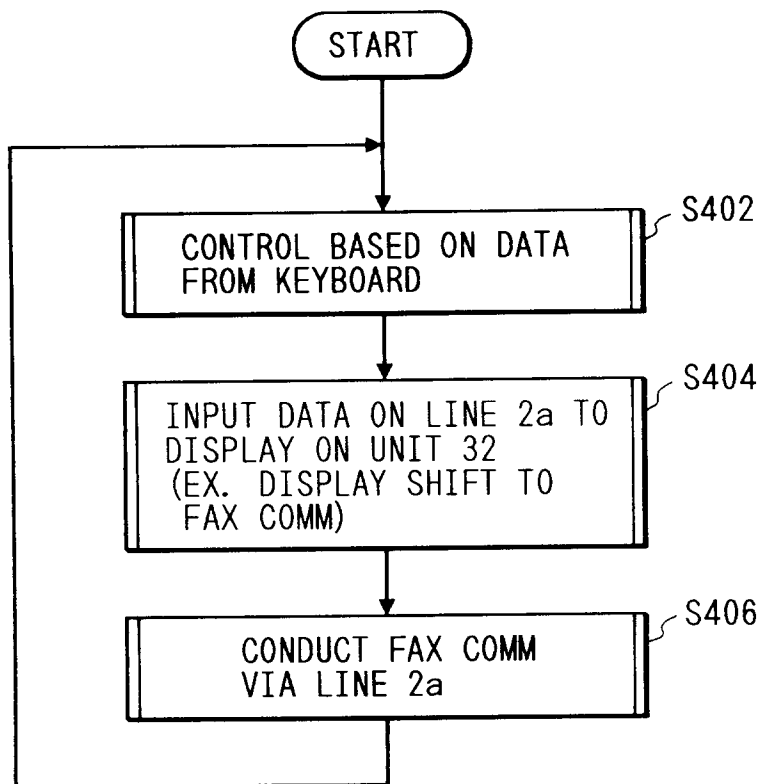 START
S402
CONTROL BASED ON DATA
FROM KEYBOARD
S404
INPUT DATA ON LINE 2a TO
DISPLAY ON UNIT 32
(EX. DISPLAY SHIFT TO
FAX COMM)
S406
CONDUCT FAX COMM
VIA LINE 2a